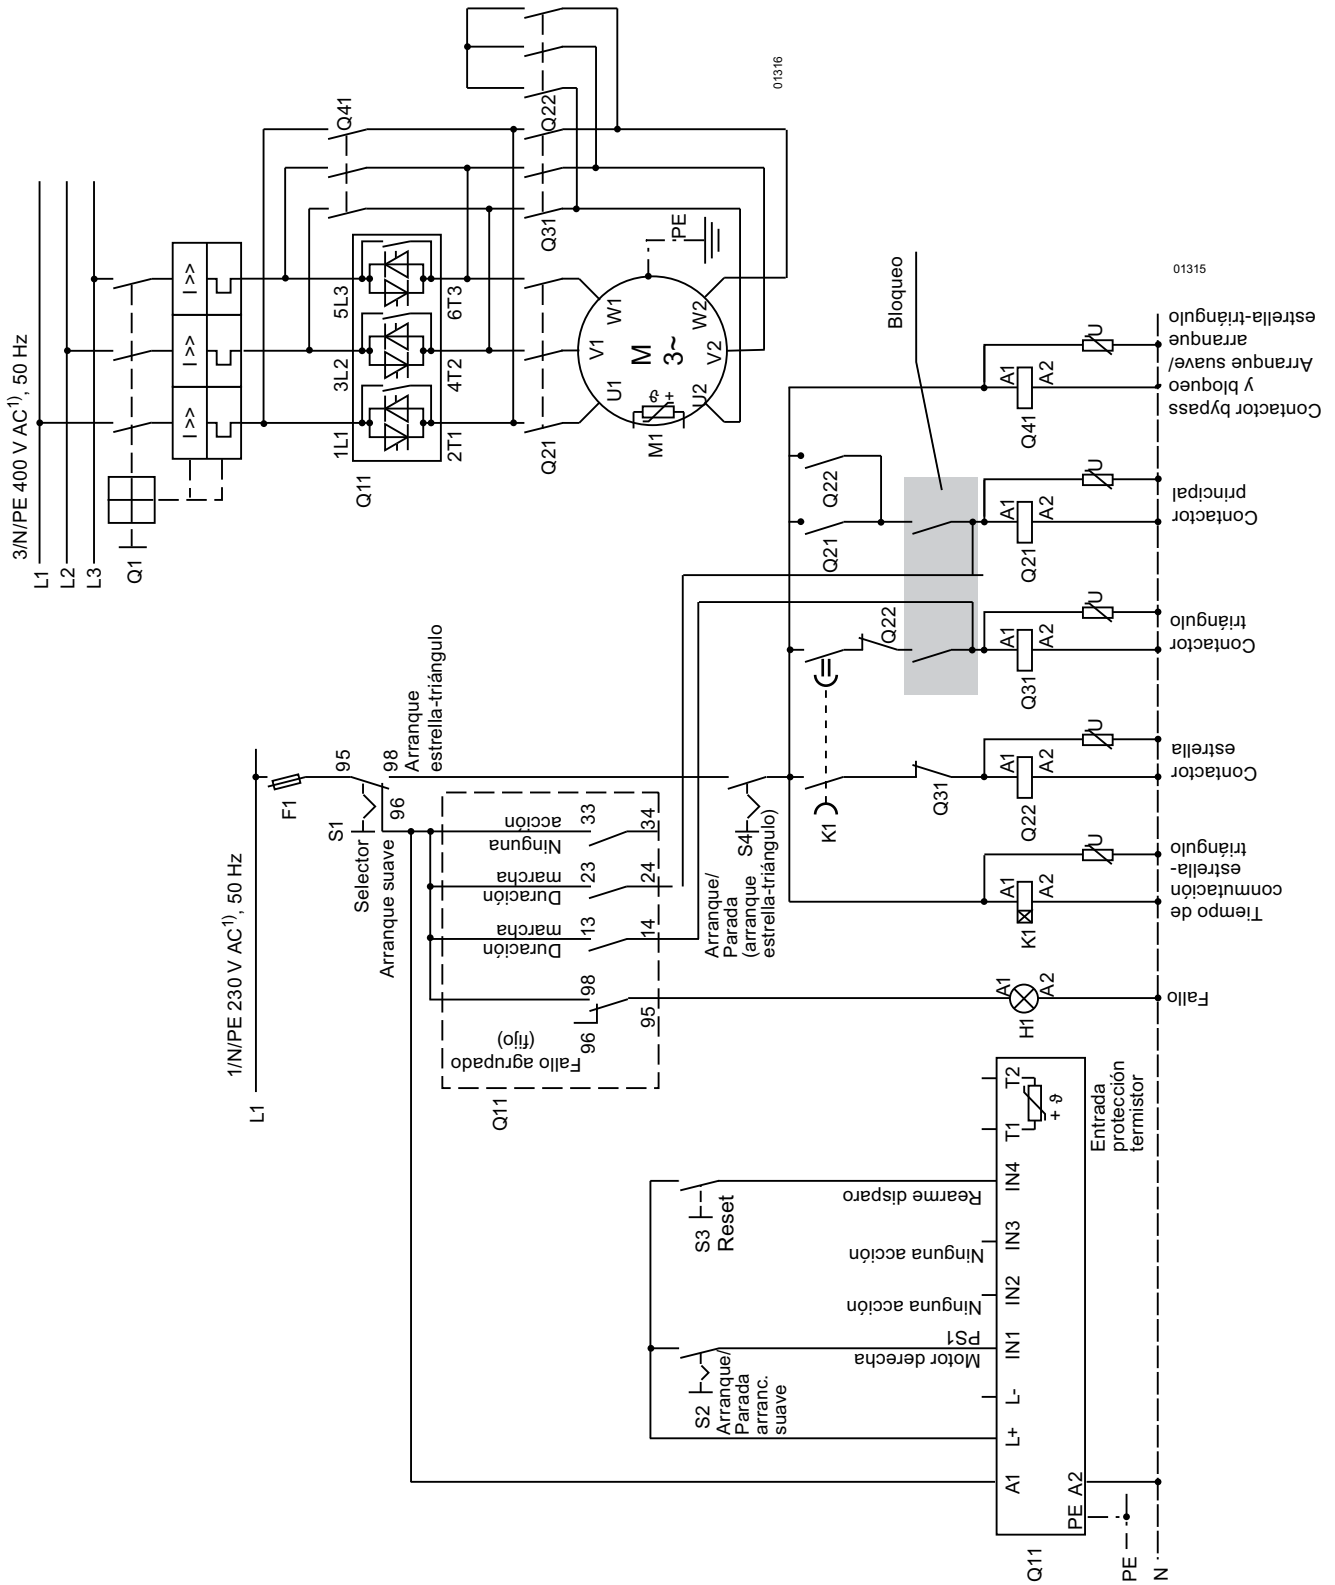 3/N/PE 400 V AC1), 50 Hz
L1
L2
L3
Q1
I >>
I >>
I >>
Q41
Q22
Q31
01316
1L1
3L2
5L3
Q11
2T1
4T2
6T3
Q21
U1
V1
W1
M
3~
U2
V2
W2
M1
+ ϑ
PE
1/N/PE 230 V AC1), 50 Hz
L1
F1
S1
Selector
95
98
96
Arranque
estrella-triángulo
Arranque suave
Ninguna
acción
33
34
Duración
marcha
23
24
Duración
marcha
13
14
Fallo agrupado
(fijo)
96
98
95
Q11
S4
Arranque/
Parada
(arranque
estrella-triángulo)
K1
Q22
Q21
Q22
Q31
Bloqueo
K1
A1
A2
U
Tiempo de
conmutación
estrella-
triángulo
Q22
A1
A2
U
Contactor
estrella
Q31
A1
A2
U
Contactor
triángulo
Q21
A1
A2
U
Contactor
principal
Q41
A1
A2
U
Contactor bypass
y bloqueo
Arranque suave/
arranque
estrella-triángulo
01315
H1
A1
A2
Fallo
S2
Arranque/
Parada
arranc.
suave
S3
Reset
Motor derecha
PS1
Ninguna acción
Ninguna acción
Rearme disparo
A1
L+
L-
IN1
IN2
IN3
IN4
T1
T2
+ ϑ
PE
A2
Q11
Entrada
protección
termistor
PE
N